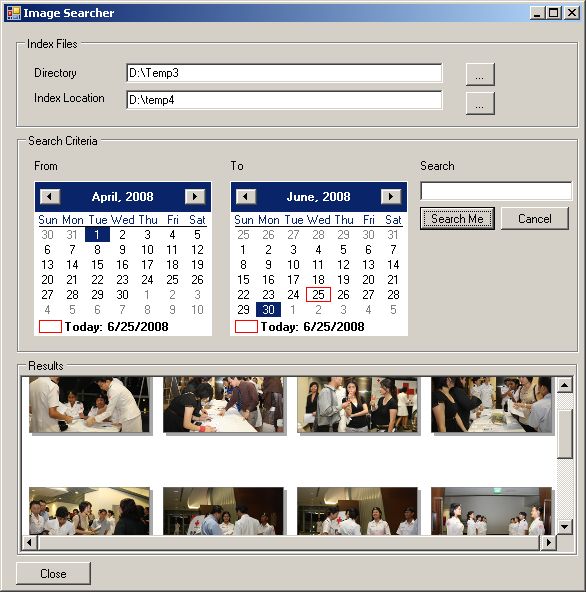 Image Searcher
Index Files
Directory D:\Temp3 ...
Index Location D:\temp4 ...
Search Criteria
From To Search
April, 2008 June, 2008
Sun Mon Tue Wed Thu Fri Sat Sun Mon Tue Wed Thu Fri Sat
30 31 1 2 3 4 5 25 26 27 28 29 30 31
6 7 8 9 10 11 12 1 2 3 4 5 6 7
13 14 15 16 17 18 19 8 9 10 11 12 13 14
20 21 22 23 24 25 26 15 16 17 18 19 20 21
27 28 29 30 1 2 3 22 23 24 25 26 27 28
4 5 6 7 8 9 10 29 30 1 2 3 4 5
Today: 6/25/2008 Today: 6/25/2008
Search Me Cancel
Results
Close